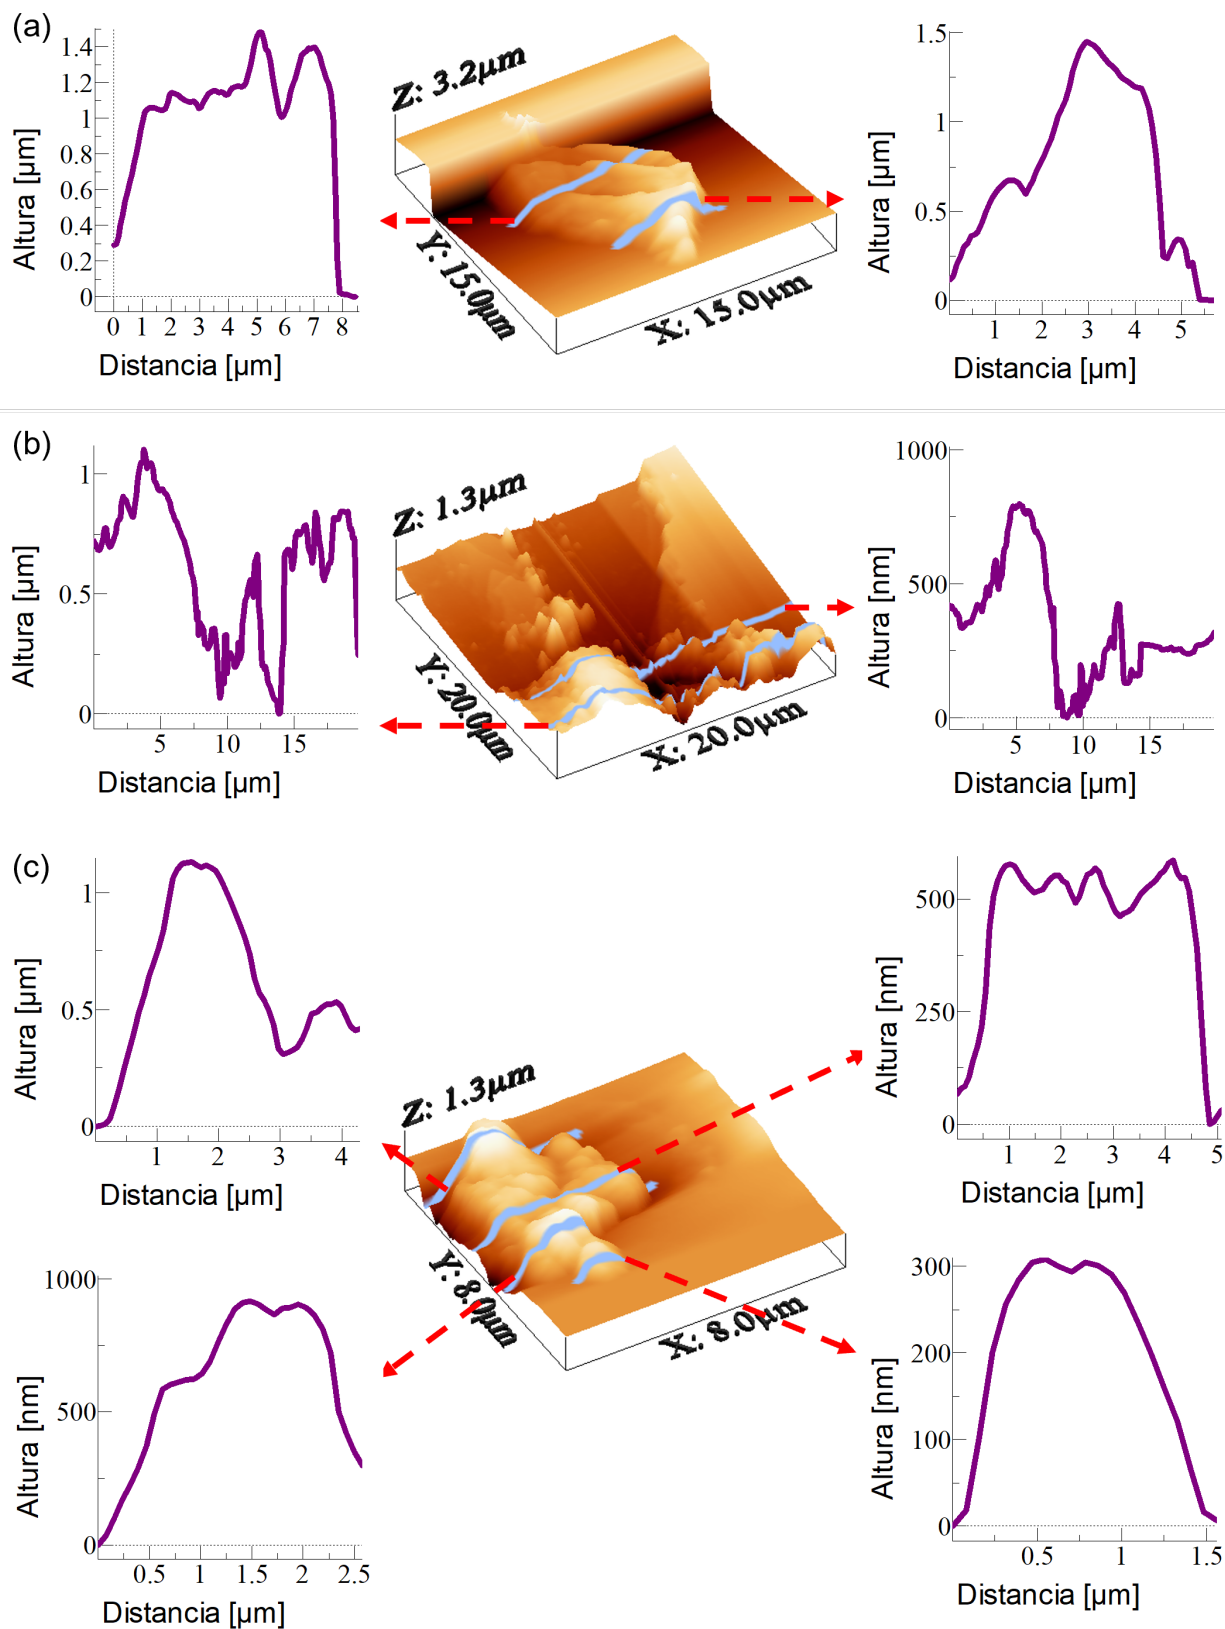 (a)
1.4
1.2
1
0.8
0.6
0.4
0.2
0
Altura [µm]
0 1 2 3 4 5 6 7 8
Distancia [µm]
Z: 3.2µm
Y: 15.0µm
X: 15.0µm
1.5
1
0.5
0
Altura [µm]
1 2 3 4 5
Distancia [µm]
(b)
1
0.5
0
Altura [µm]
5 10 15
Distancia [µm]
Z: 1.3µm
Y: 20.0µm
X: 20.0µm
1000
500
0
Altura [nm]
5 10 15
Distancia [µm]
(c)
1
0.5
0
Altura [µm]
1 2 3 4
Distancia [µm]
Z: 1.3µm
Y: 8.0µm
X: 8.0µm
500
250
0
Altura [nm]
1 2 3 4 5
Distancia [µm]
1000
500
0
Altura [nm]
0.5 1 1.5 2 2.5
Distancia [µm]
300
200
100
0
Altura [nm]
0.5 1 1.5
Distancia [µm]